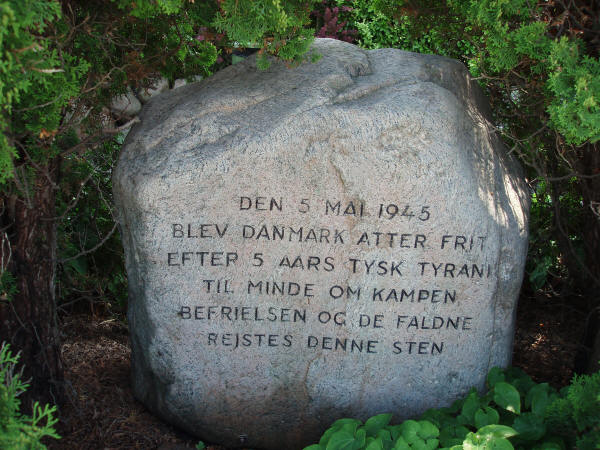 DEN 5 MAI 1945
BLEV DANMARK ATTER FRIT
EFTER 5 AARS TYSK TYRANI
TIL MINDE OM KAMPEN
BEFRIELSEN OG DE FALDNE
REJSTES DENNE STEN